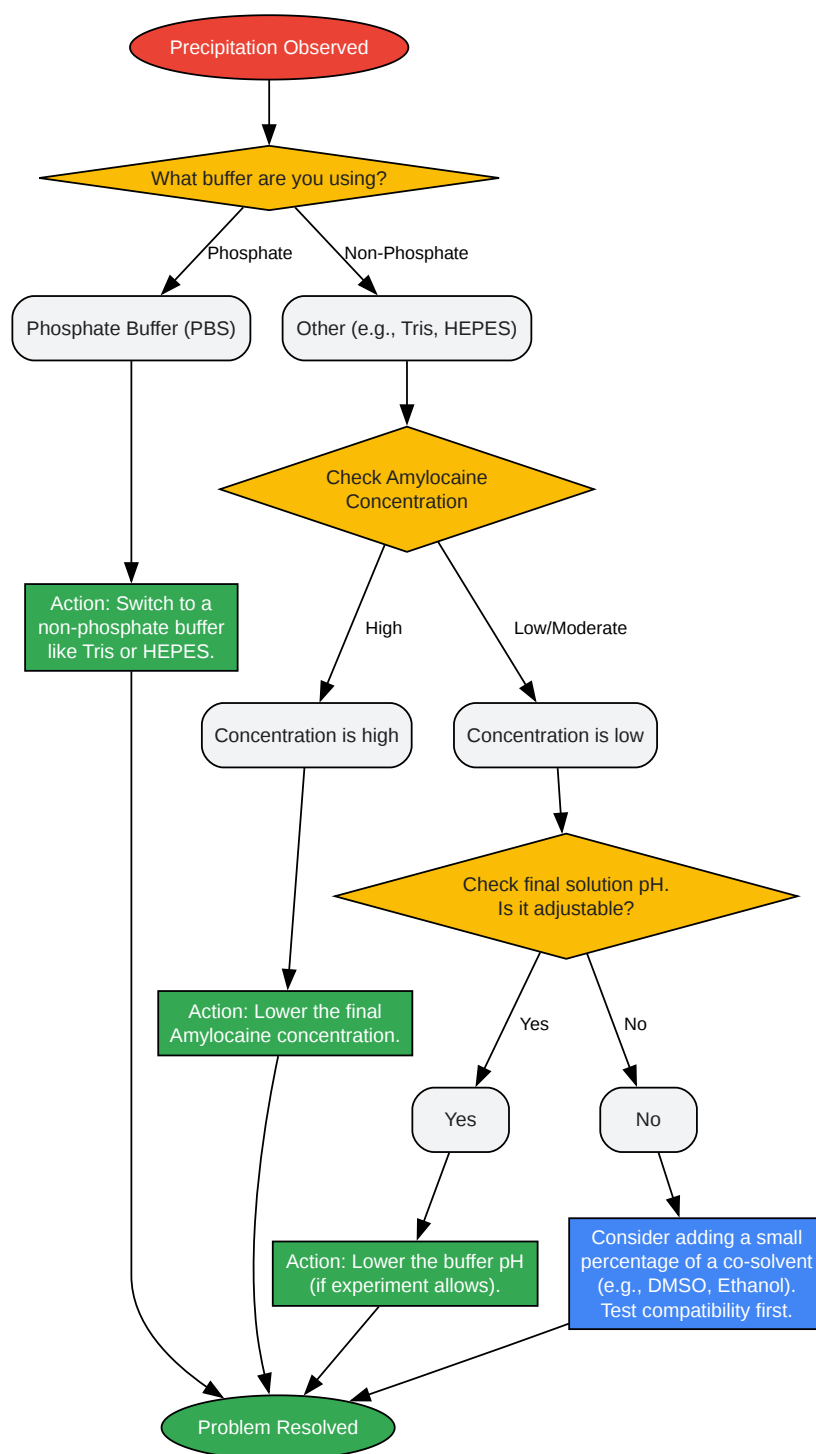 Precipitation Observed
What buffer are you using?
Phosphate
Non-Phosphate
Phosphate Buffer (PBS)
Other (e.g., Tris, HEPES)
Check Amylocaine
Concentration
Action: Switch to a
non-phosphate buffer
like Tris or HEPES.
High
Low/Moderate
Concentration is high
Concentration is low
Check final solution pH.
Is it adjustable?
Action: Lower the final
Amylocaine concentration.
Yes
No
Yes
No
Action: Lower the buffer pH
(if experiment allows).
Consider adding a small
percentage of a co-solvent
(e.g., DMSO, Ethanol).
Test compatibility first.
Problem Resolved